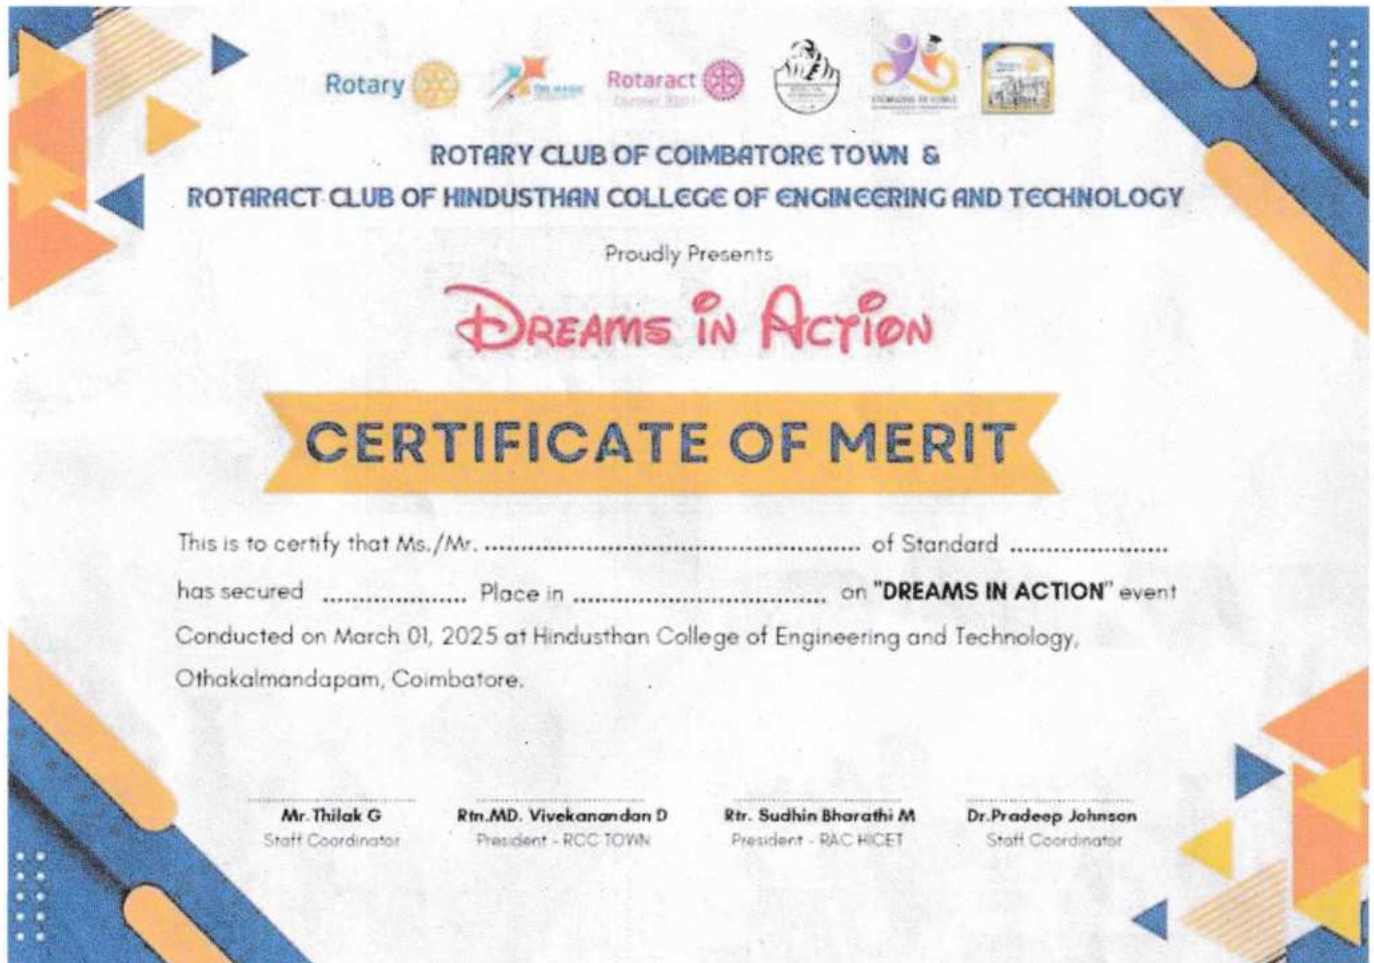 Rotary
Rotaract
ROTARY CLUB OF COIMBATORE TOWN &
ROTARACT CLUB OF HINDUSTHAN COLLEGE OF ENGINEERING AND TECHNOLOGY
Proudly Presents
DREAMS IN ACTION
CERTIFICATE OF MERIT
This is to certify that Ms./Mr. .................................................... of Standard ......................
has secured .................... Place in ................................... on "DREAMS IN ACTION" event
Conducted on March 01, 2025 at Hindusthan College of Engineering and Technology,
Othakalmandapam, Coimbatore.
Mr. Thilak G Rtn.MD. Vivekanandan D Rtr. Sudhin Bharathi M Dr.Pradeep Johnson
Staff Coordinator President - RCC TOWN President - RAC HICET Staff Coordinator